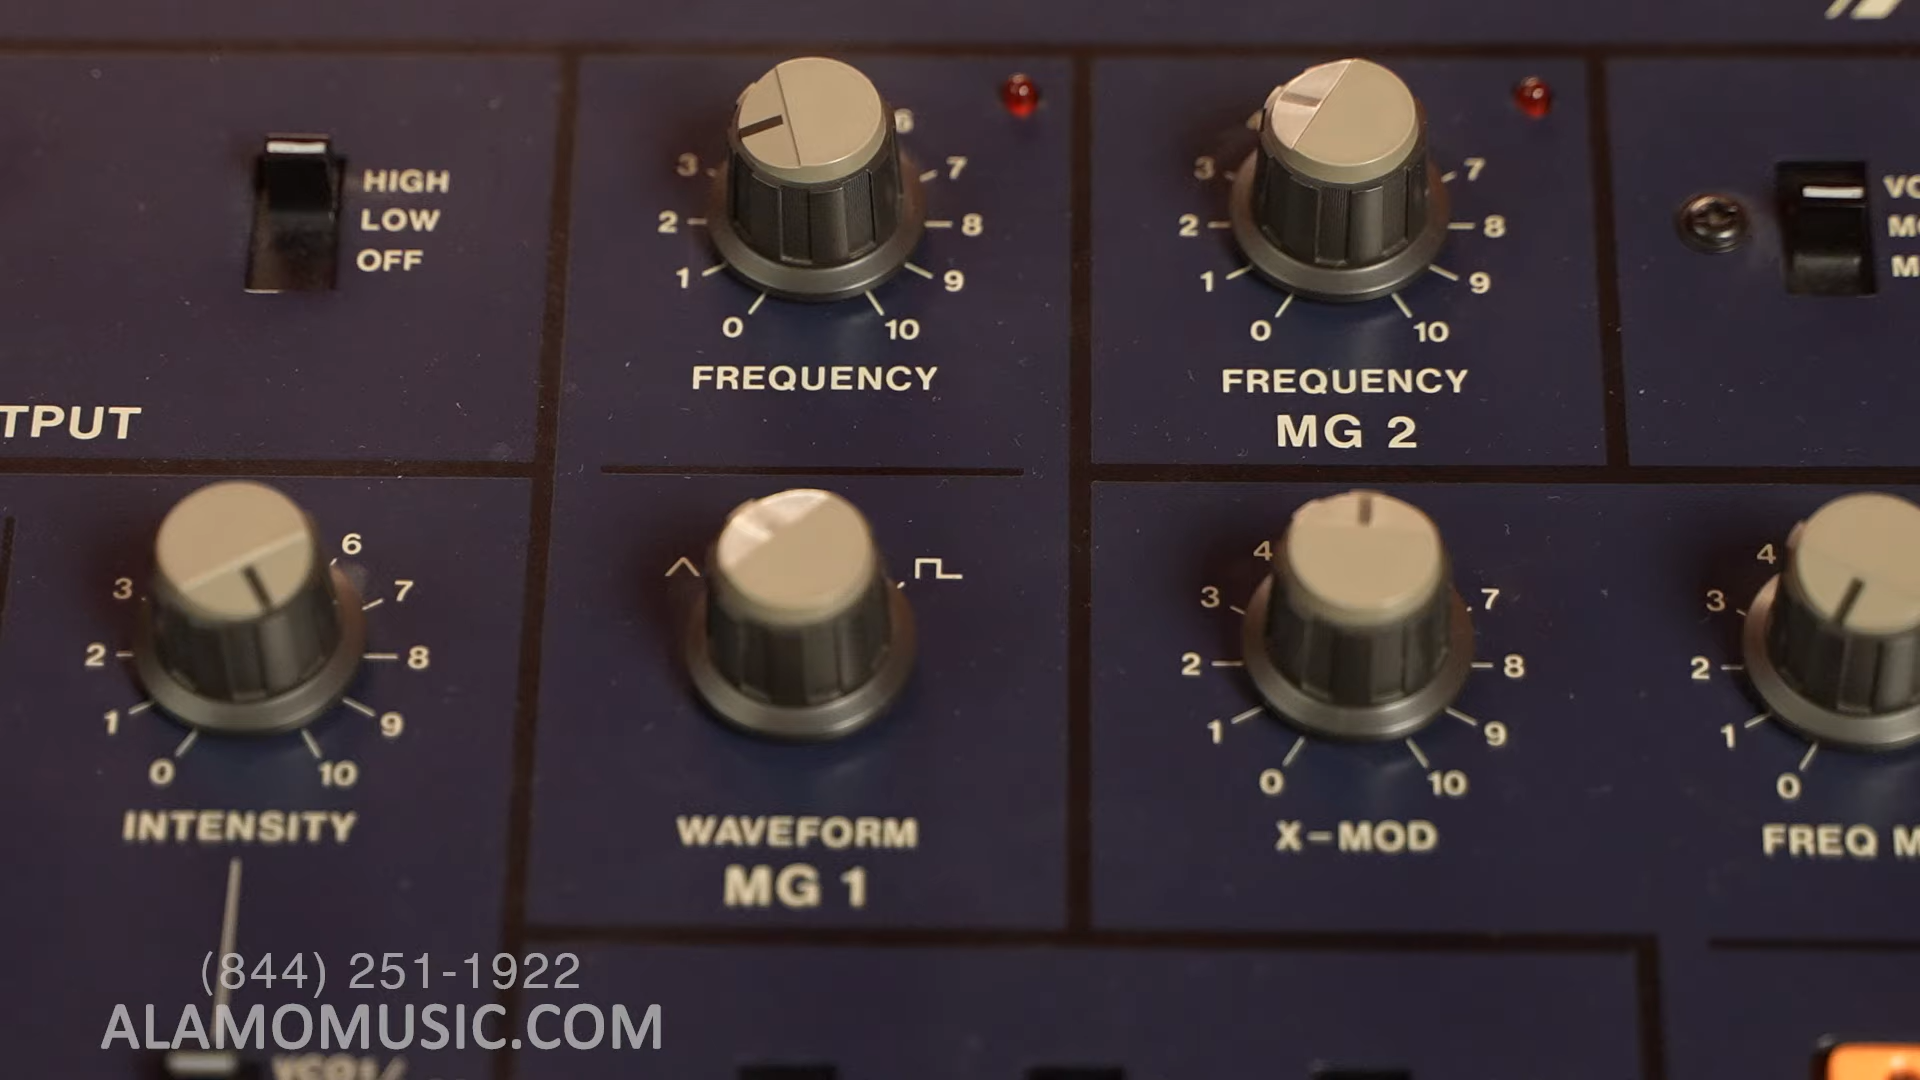 HIGH
LOW
OFF
TPUT
6
3 7
2 8
1 9
0 10
FREQUENCY
3 7
2 8
1 9
0 10
FREQUENCY
MG 2
6
3 7
2 8
1 9
0 10
INTENSITY
WAVEFORM
MG 1
4
3 7
2 8
1 9
0 10
X-MOD
4
3
2
1
0
FREQ M
(844) 251-1922
ALAMOMUSIC.COM
VCO1/